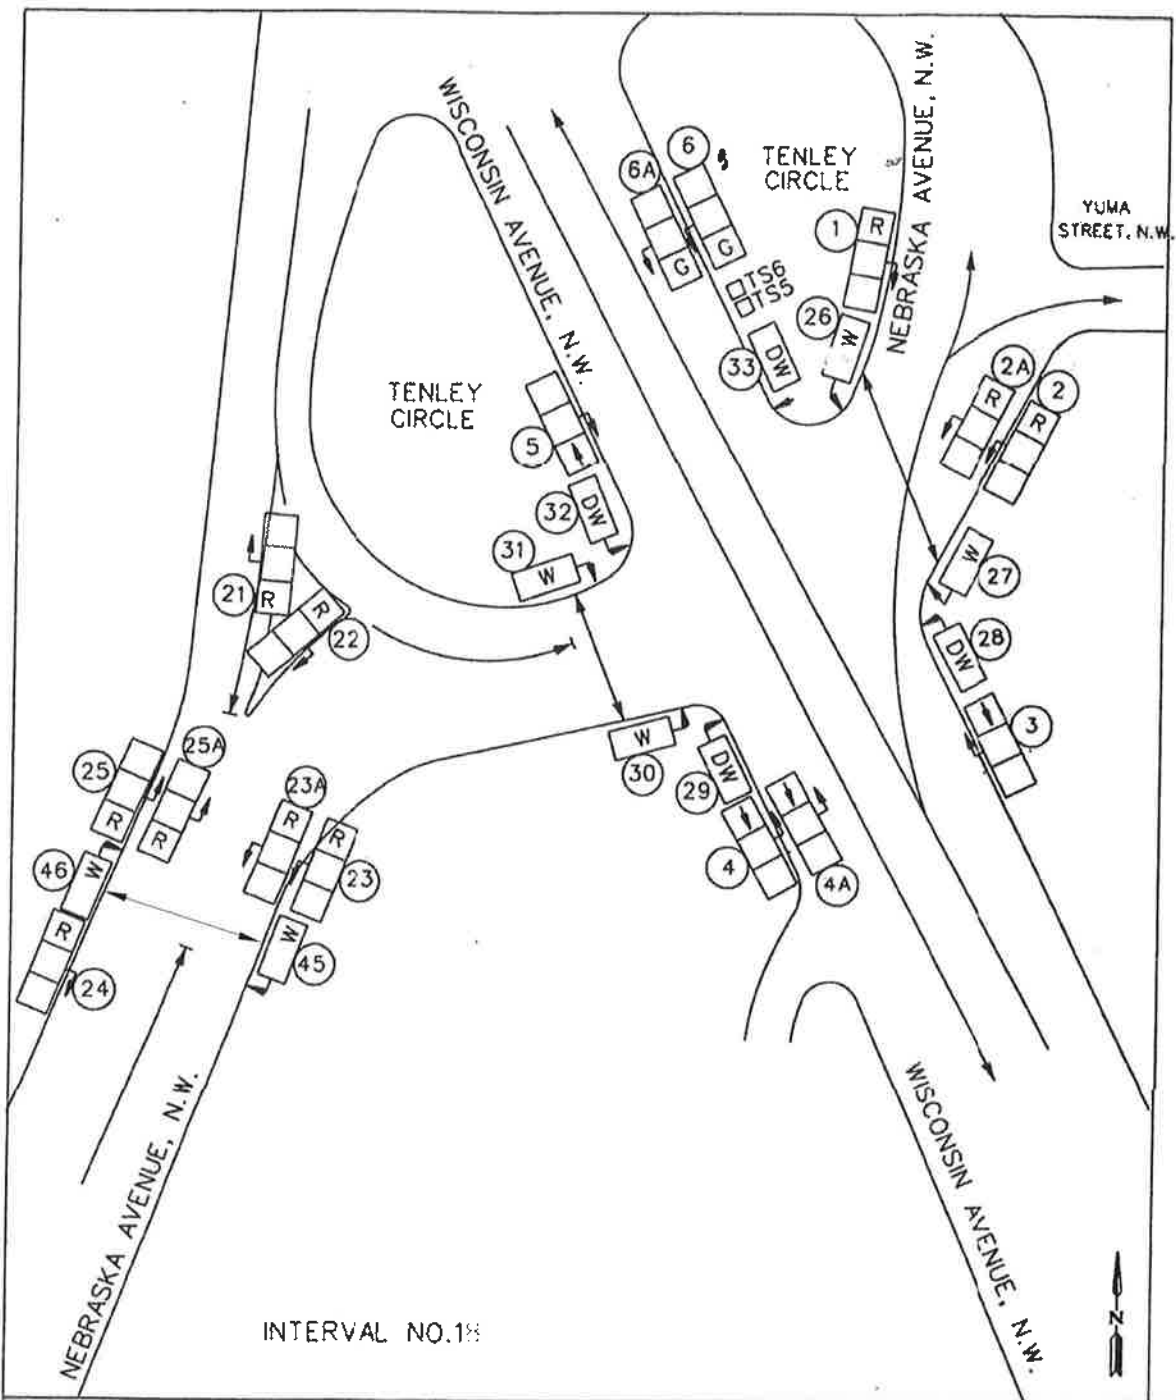 WISCONSIN AVENUE, N.W.
TENLEY
CIRCLE
NEBRASKA AVENUE, N.W.
YUMA
STREET, N.W.
6A
6
G
G
TS6
TS5
1
R
26
W
33
DW
2A
R
2
R
TENLEY
CIRCLE
5
32
DW
31
W
27
W
28
DW
3
21
R
22
R
30
W
29
DW
4
4A
25
R
25A
R
23A
R
23
R
46
W
24
R
45
W
NEBRASKA AVENUE, N.W.
WISCONSIN AVENUE, N.W.
INTERVAL NO.18
N